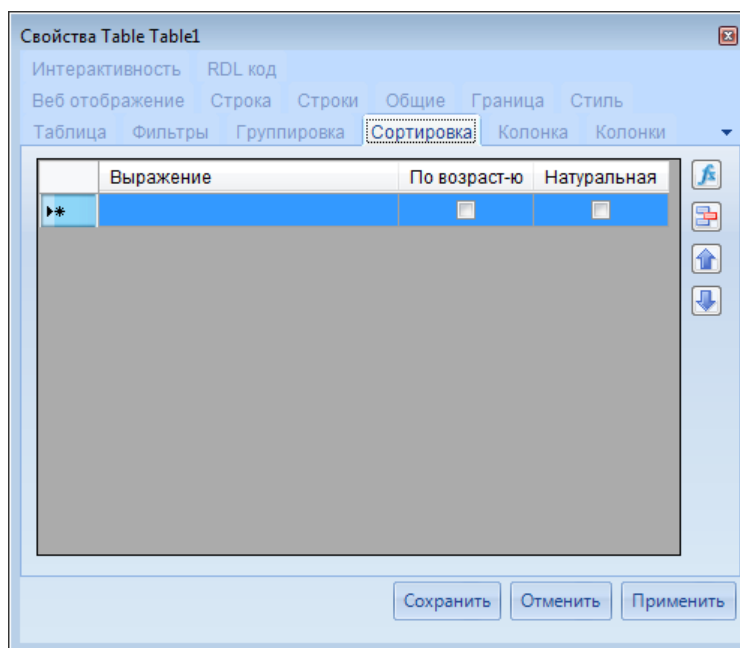 Свойства Table Table1
Интерактивность RDL код
Веб отображение Строка Строки Общие Граница Стиль
Таблица Фильтры Группировка Сортировка Колонка Колонки
Выражение По возраст-ю Натуральная
Сохранить Отменить Применить